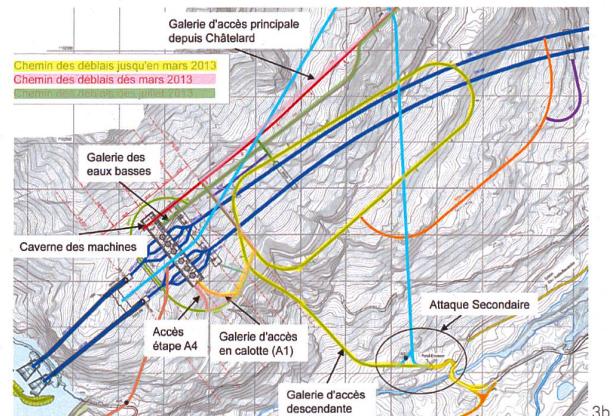 Galerie d'accès principale
depuis Châtelard
Chemin des déblais jusqu'en mars 2013
Chemin des déblais dès mars 2013
Chemin des déblais dès juillet 2013
Galerie des
eaux basses
Caverne des machines
Accès
étape A4
Galerie d'accès
en calotte (A1)
Attaque Secondaire
Galerie d'accès
descendante
3b